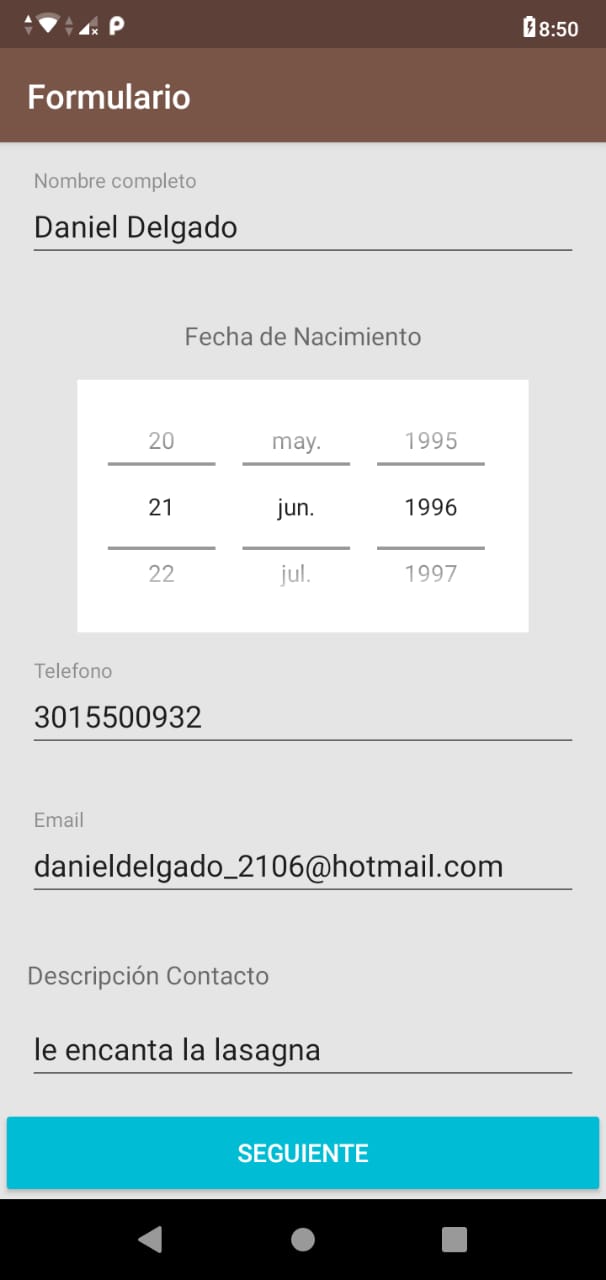 8:50
Formulario
Nombre completo
Daniel Delgado
Fecha de Nacimiento
20 may. 1995
21 jun. 1996
22 jul. 1997
Telefono
3015500932
Email
danieldelgado_2106@hotmail.com
Descripción Contacto
le encanta la lasagna
SEGUIENTE